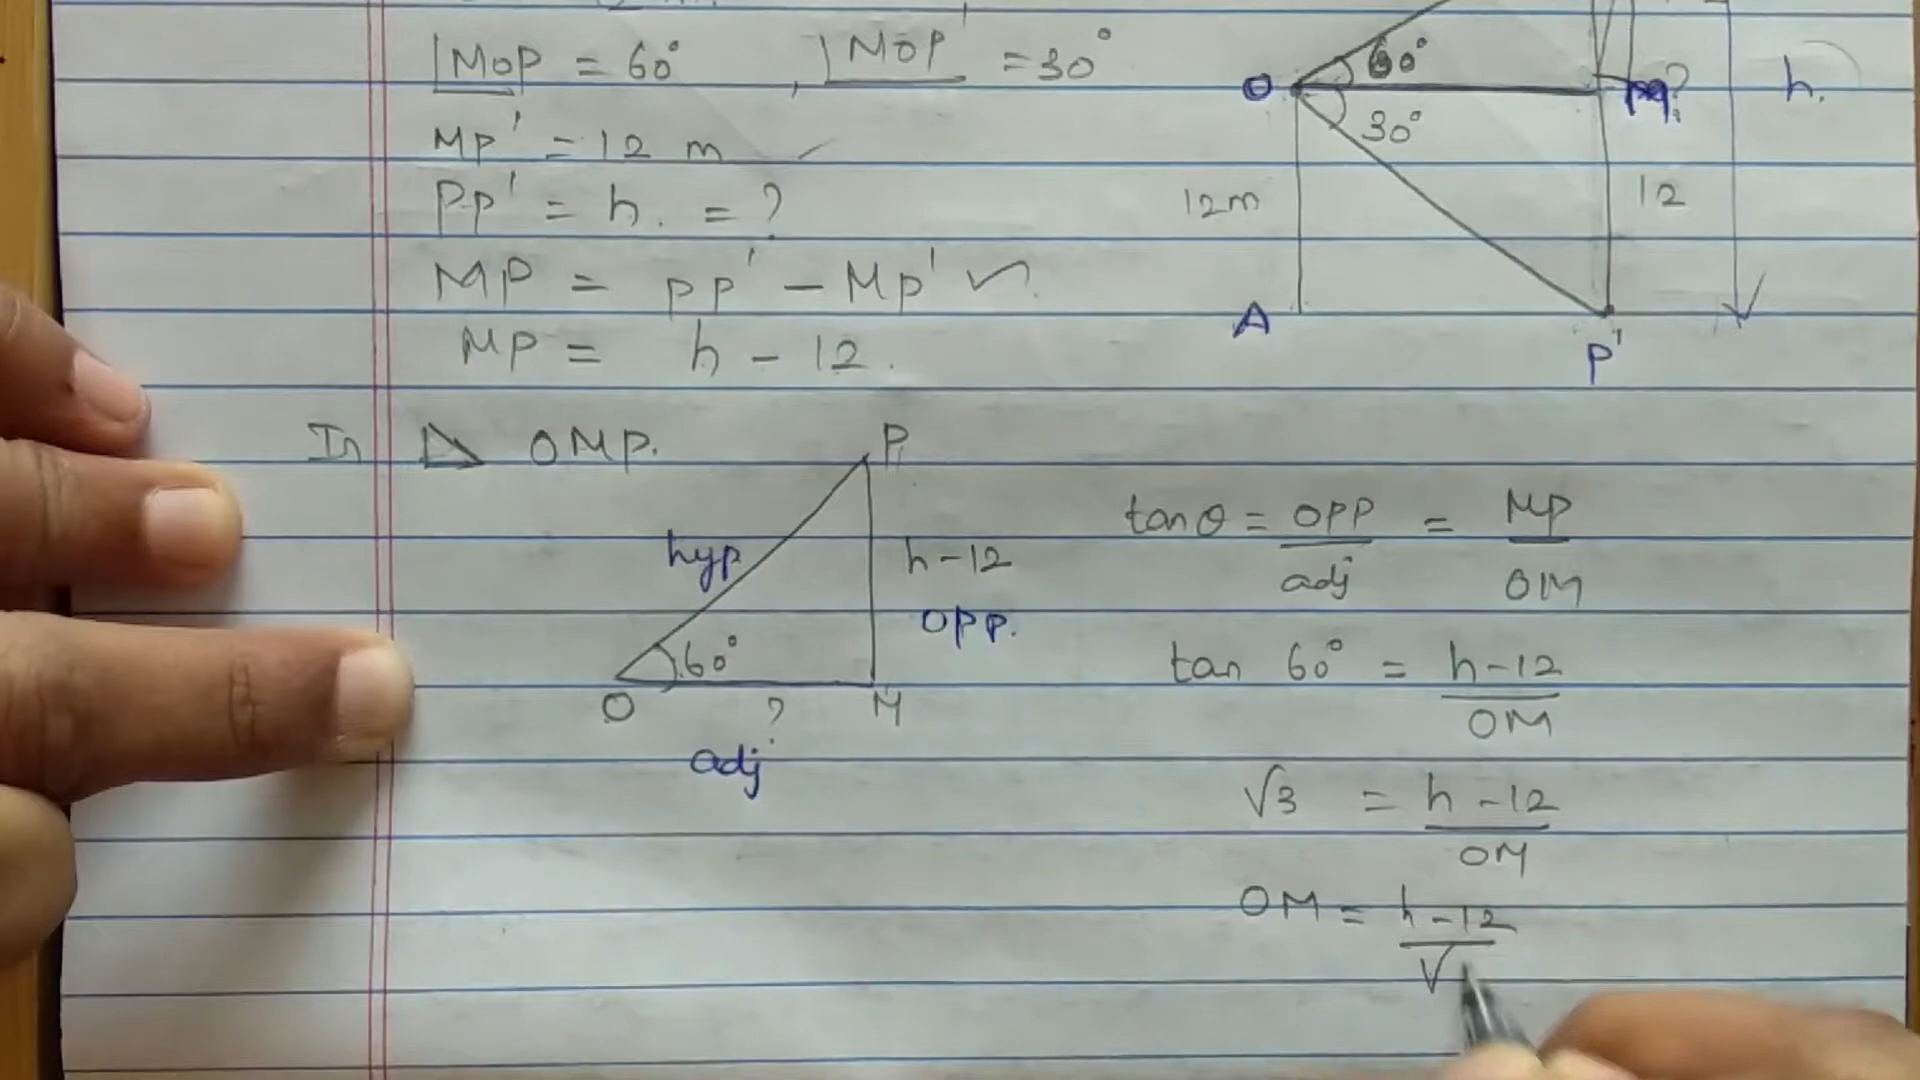 ∠MOP = 60° , ∠MOP' = 30°
MP' = 12 m
PP' = h. = ?
MP = PP' - MP'
MP = h - 12.
60°
O
M?
h.
30°
12m
12
A
P'
In △ OMP.
P
hyp
h-12
opp.
60°
O
?
M
adj
tan θ = opp/adj = MP/OM
tan 60° = h-12/OM
√3 = h-12/OM
OM = h-12/√